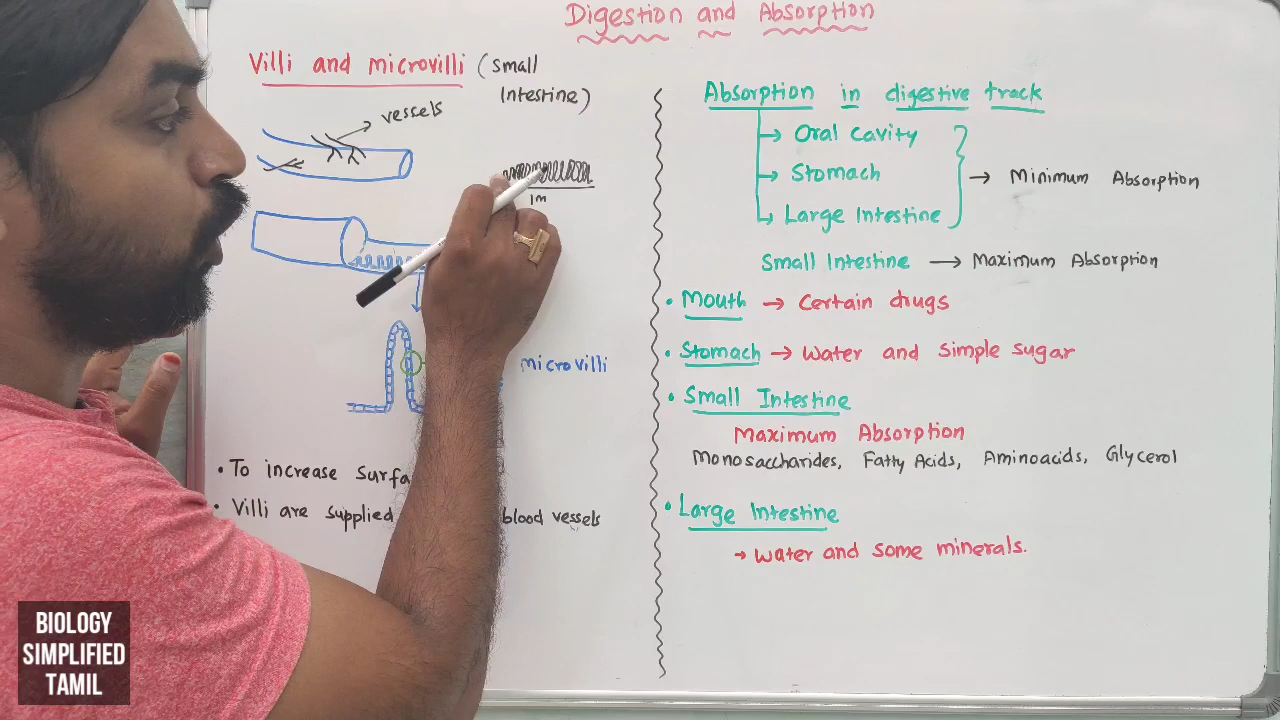 Digestion and Absorption
Villi and microvilli (Small
Intestine)
vessels
1m
microvilli
• To increase
• Villi are supplied blood vessels
Absorption in digestive track
→ Oral cavity
→ Stomach
→ Large Intestine
→ Minimum Absorption
Small Intestine → Maximum Absorption
• Mouth → Certain drugs
• Stomach → Water and simple sugar
• Small Intestine
Maximum Absorption
Monosaccharides, Fatty Acids, Aminoacids, Glycerol
• Large Intestine
→ Water and some minerals.
BIOLOGY
SIMPLIFIED
TAMIL